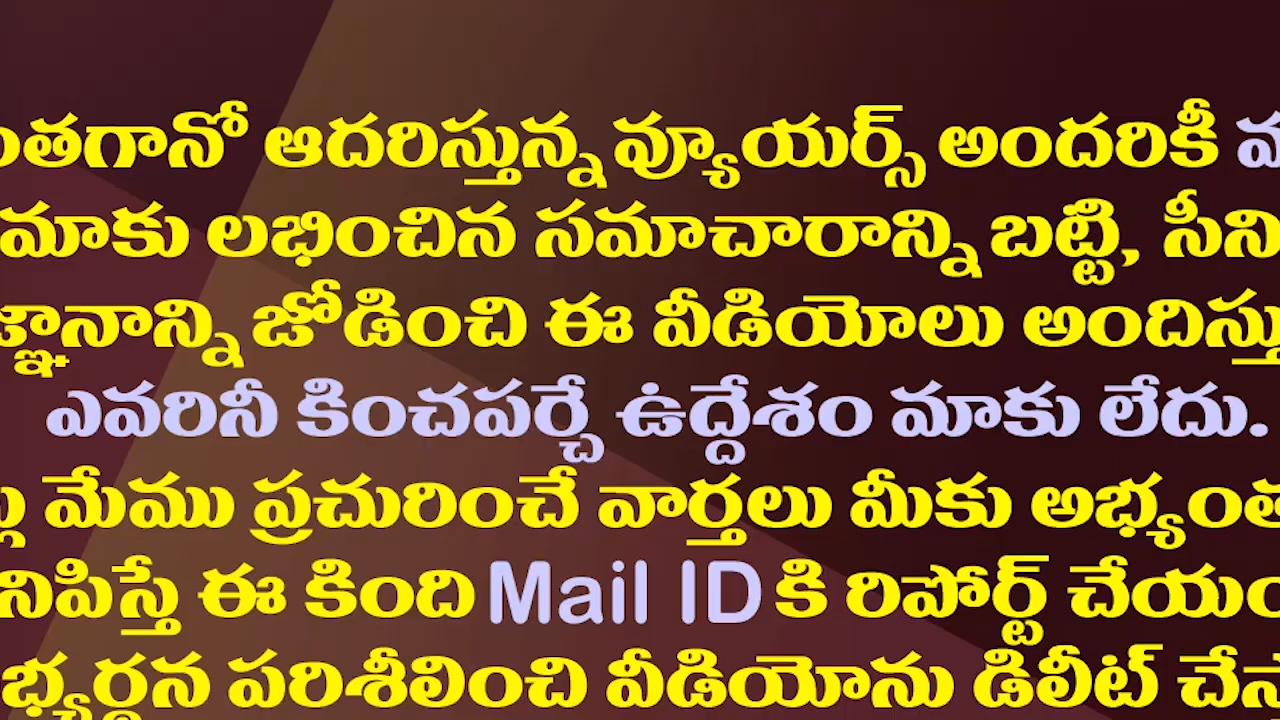 ఆదరిస్తున్న వ్యూయర్స్ అందరికీ
మాకు లభించిన సమాచారాన్ని బట్టి,
జోడించి ఈ వీడియోలు
ఎవరినీ కించపర్చే ఉద్దేశం మాకు లేదు.
మేము ప్రచురించే వార్తలు మీకు
ఈ కింది Mail ID కి రిపోర్ట్
పరిశీలించి వీడియోను డిలీట్